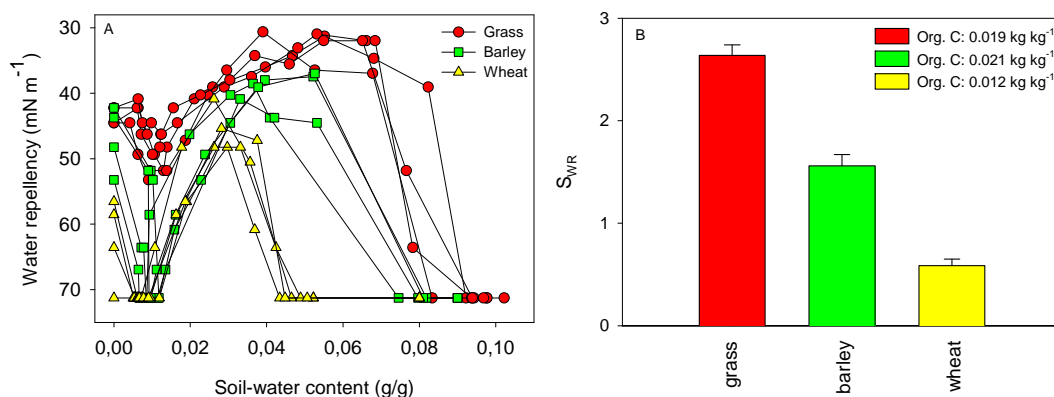 A
Grass
Barley
Wheat
Water repellency (mN m-1)
30
40
50
60
70
0,00
0,02
0,04
0,06
0,08
0,10
Soil-water content (g/g)
B
Org. C: 0.019 kg kg-1
Org. C: 0.021 kg kg-1
Org. C: 0.012 kg kg-1
SWR
3
2
1
0
grass
barley
wheat